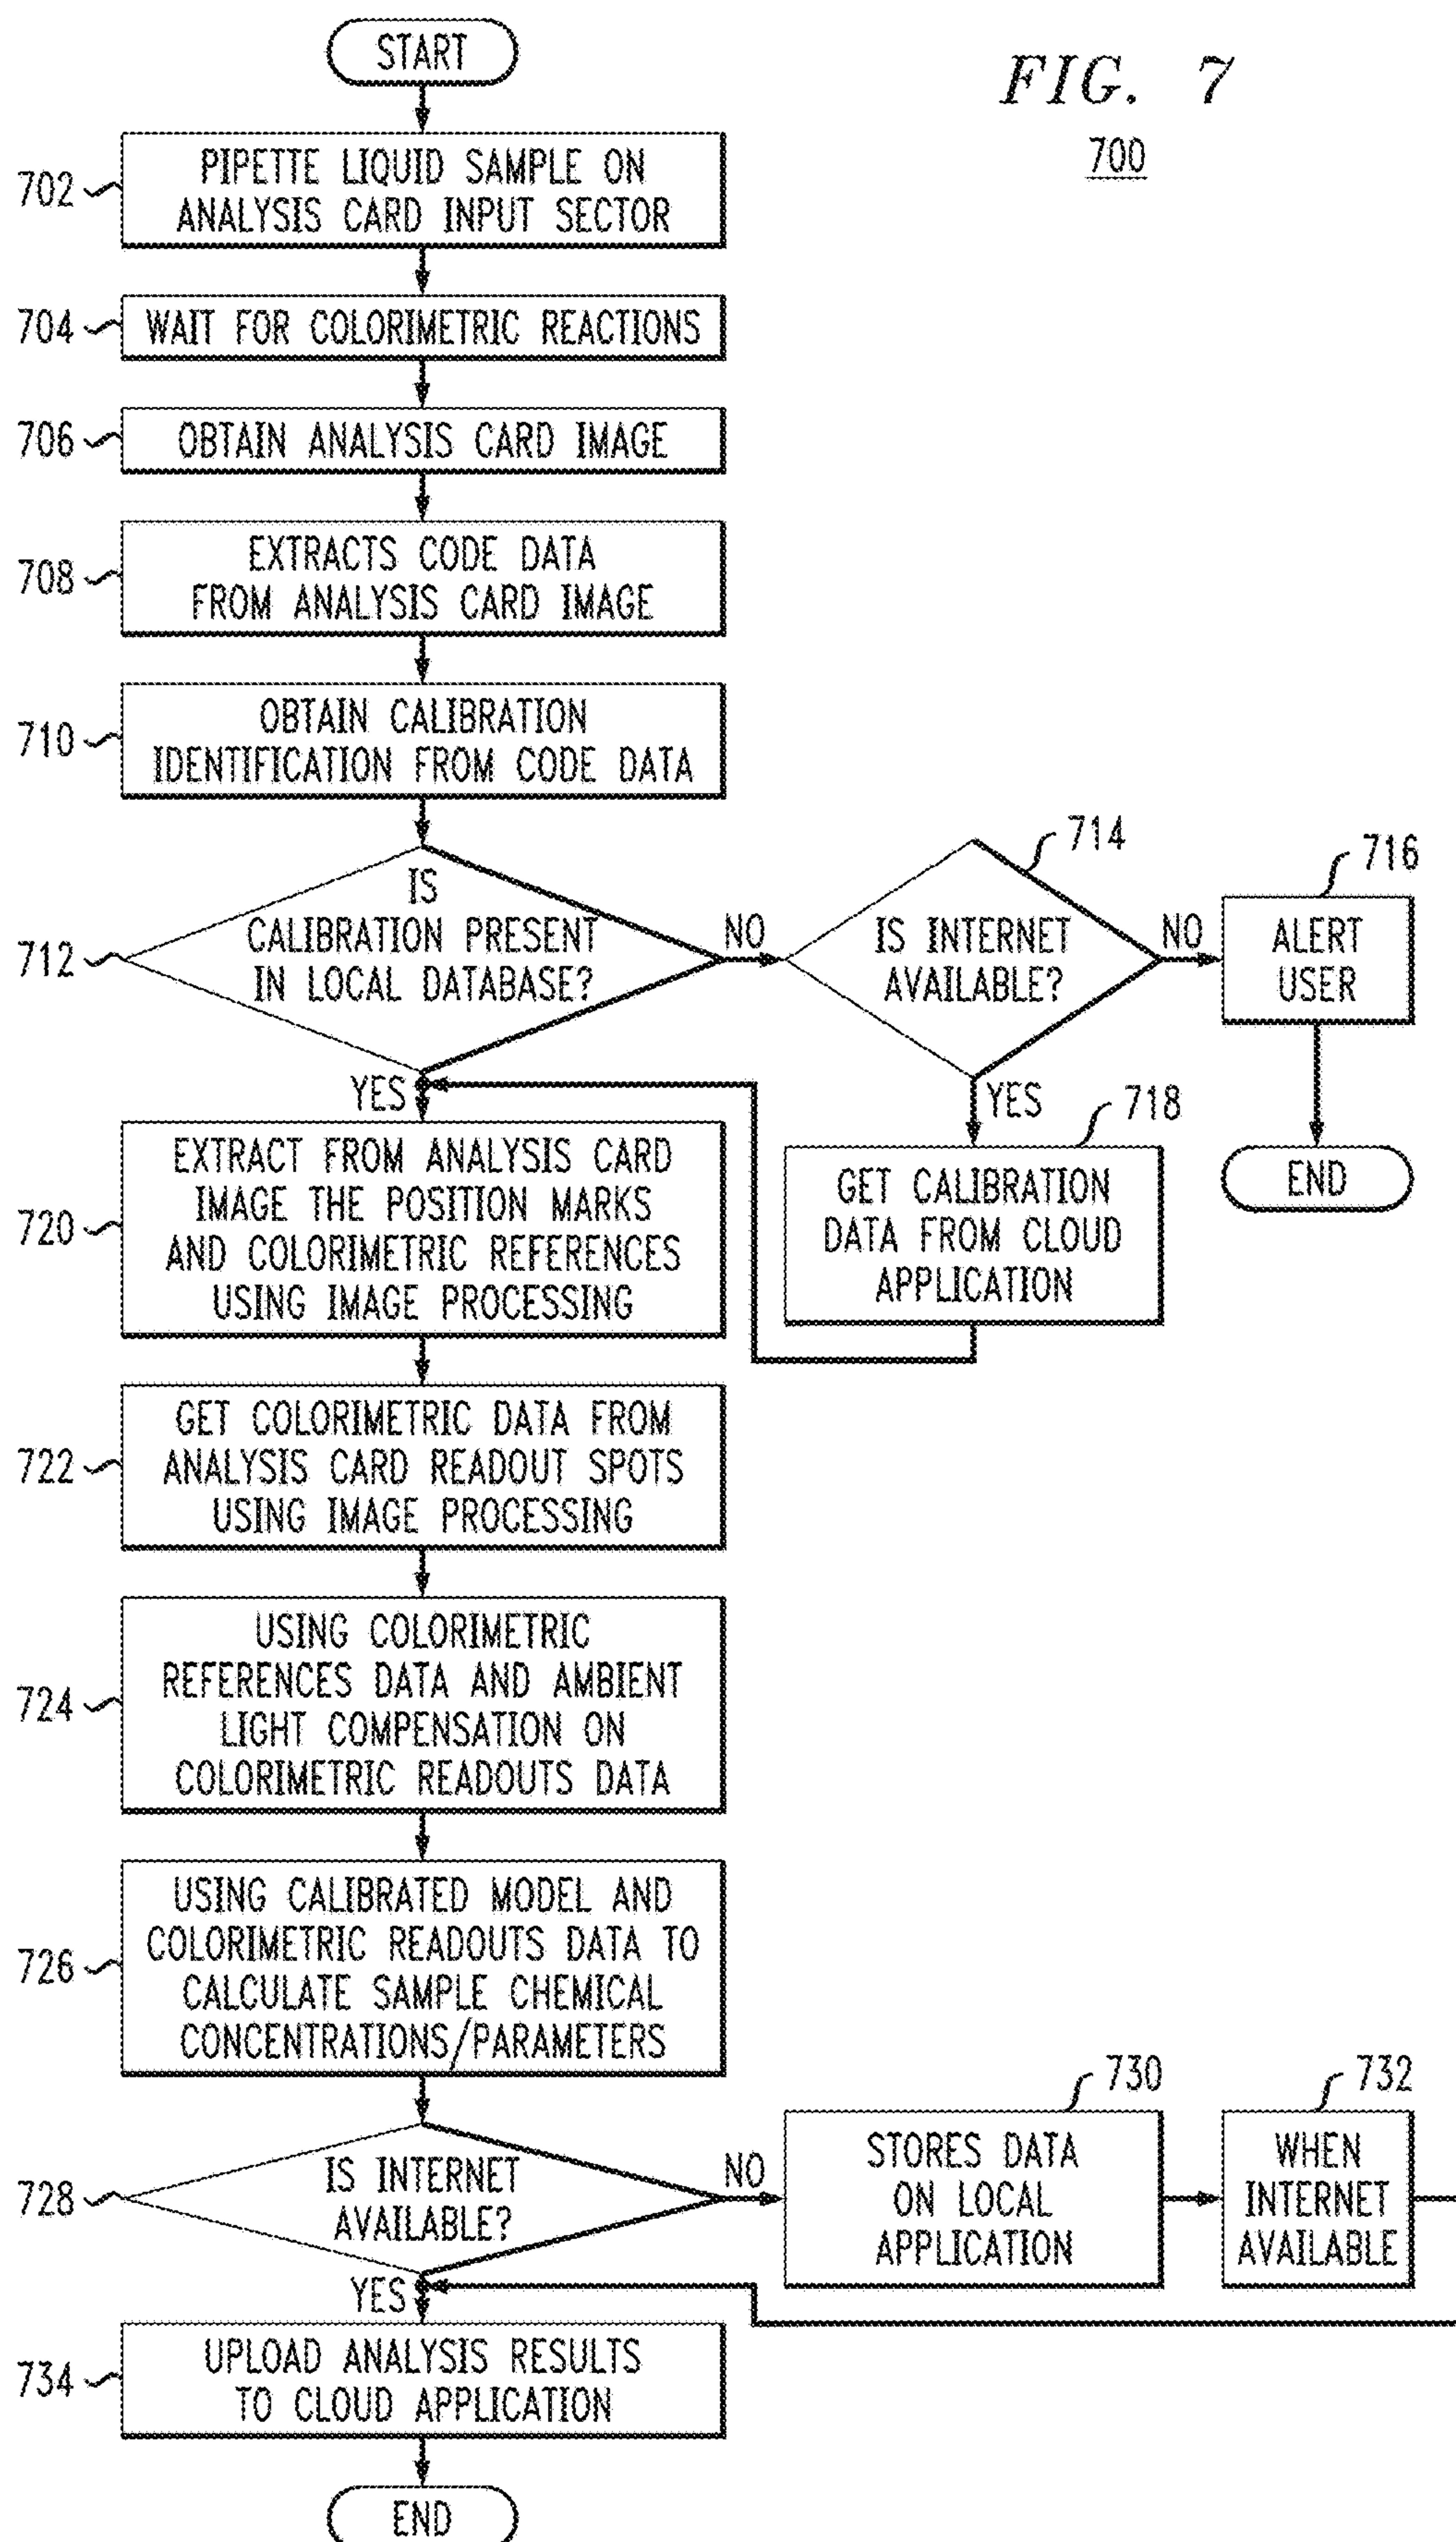 START
FIG. 7
700
702
PIPETTE LIQUID SAMPLE ON
ANALYSIS CARD INPUT SECTOR
704
WAIT FOR COLORIMETRIC REACTIONS
706
OBTAIN ANALYSIS CARD IMAGE
708
EXTRACTS CODE DATA
FROM ANALYSIS CARD IMAGE
710
OBTAIN CALIBRATION
IDENTIFICATION FROM CODE DATA
712
IS
CALIBRATION PRESENT
IN LOCAL DATABASE?
NO
714
IS INTERNET
AVAILABLE?
NO
716
ALERT
USER
END
YES
YES
718
GET CALIBRATION
DATA FROM CLOUD
APPLICATION
720
EXTRACT FROM ANALYSIS CARD
IMAGE THE POSITION MARKS
AND COLORIMETRIC REFERENCES
USING IMAGE PROCESSING
722
GET COLORIMETRIC DATA FROM
ANALYSIS CARD READOUT SPOTS
USING IMAGE PROCESSING
724
USING COLORIMETRIC
REFERENCES DATA AND AMBIENT
LIGHT COMPENSATION ON
COLORIMETRIC READOUTS DATA
726
USING CALIBRATED MODEL AND
COLORIMETRIC READOUTS DATA TO
CALCULATE SAMPLE CHEMICAL
CONCENTRATIONS/PARAMETERS
728
IS INTERNET
AVAILABLE?
NO
730
STORES DATA
ON LOCAL
APPLICATION
732
WHEN
INTERNET
AVAILABLE
YES
734
UPLOAD ANALYSIS RESULTS
TO CLOUD APPLICATION
END